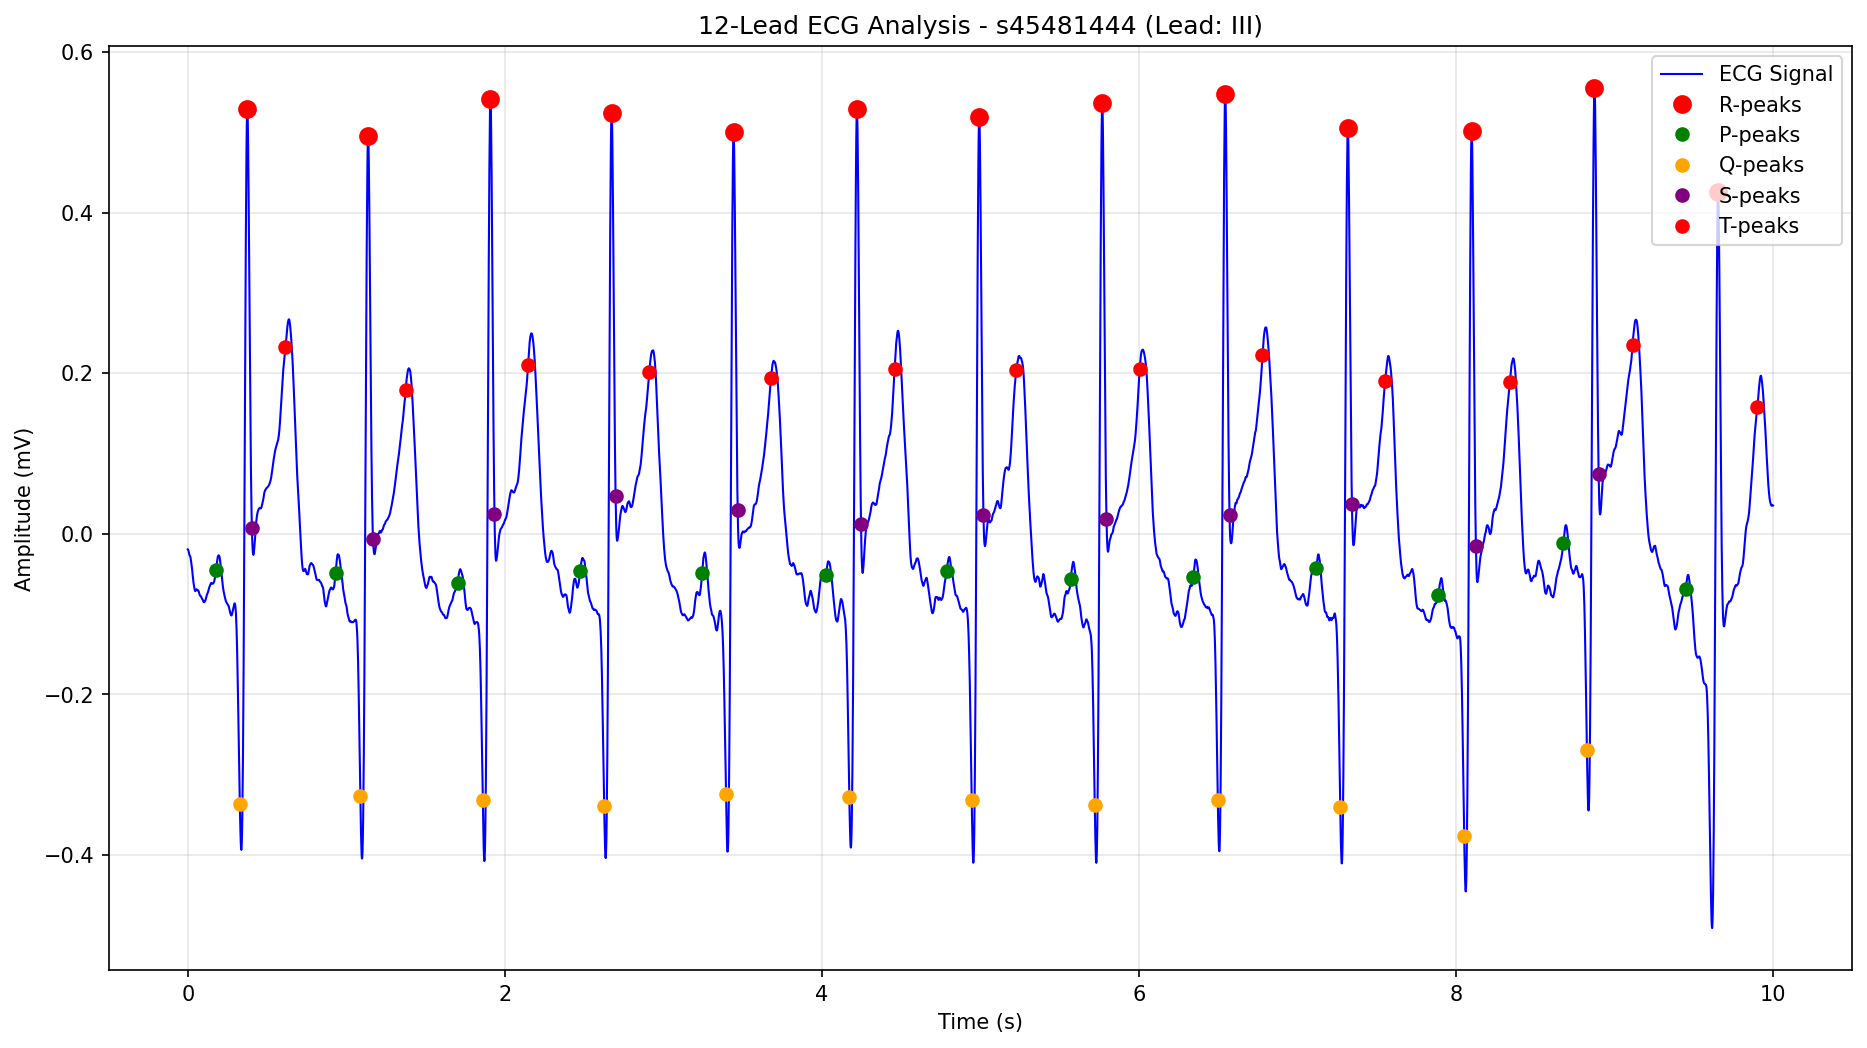 12-Lead ECG Analysis - s45481444 (Lead: III)
ECG Signal
R-peaks
P-peaks
Q-peaks
S-peaks
T-peaks
Amplitude (mV)
0.6
0.4
0.2
0.0
−0.2
−0.4
0 2 4 6 8 10
Time (s)